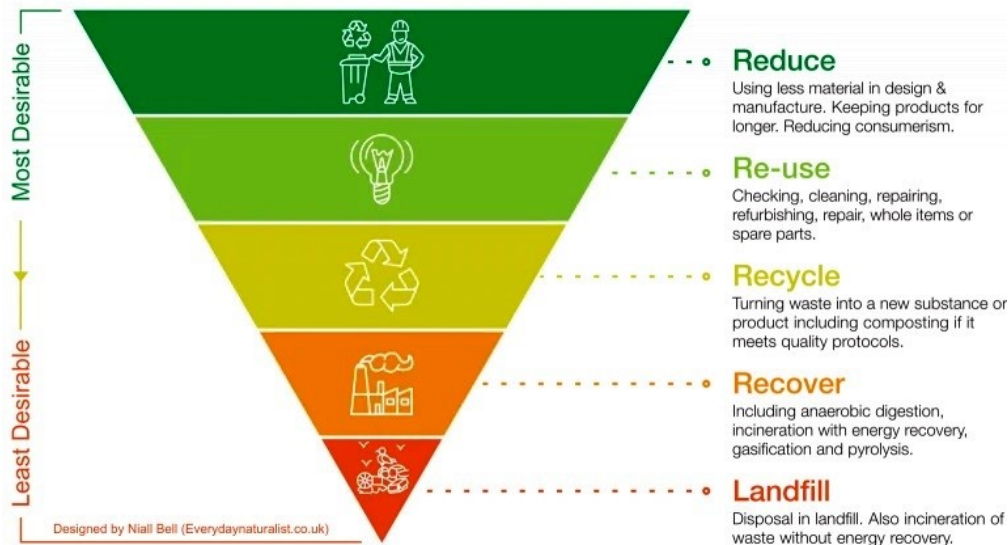 Most Desirable
Least Desirable
Reduce
Using less material in design &
manufacture. Keeping products for
longer. Reducing consumerism.
Re-use
Checking, cleaning, repairing,
refurbishing, repair, whole items or
spare parts.
Recycle
Turning waste into a new substance or
product including composting if it
meets quality protocols.
Recover
Including anaerobic digestion,
incineration with energy recovery,
gasification and pyrolysis.
Landfill
Disposal in landfill. Also incineration of
waste without energy recovery.
Designed by Niall Bell (Everydaynaturalist.co.uk)